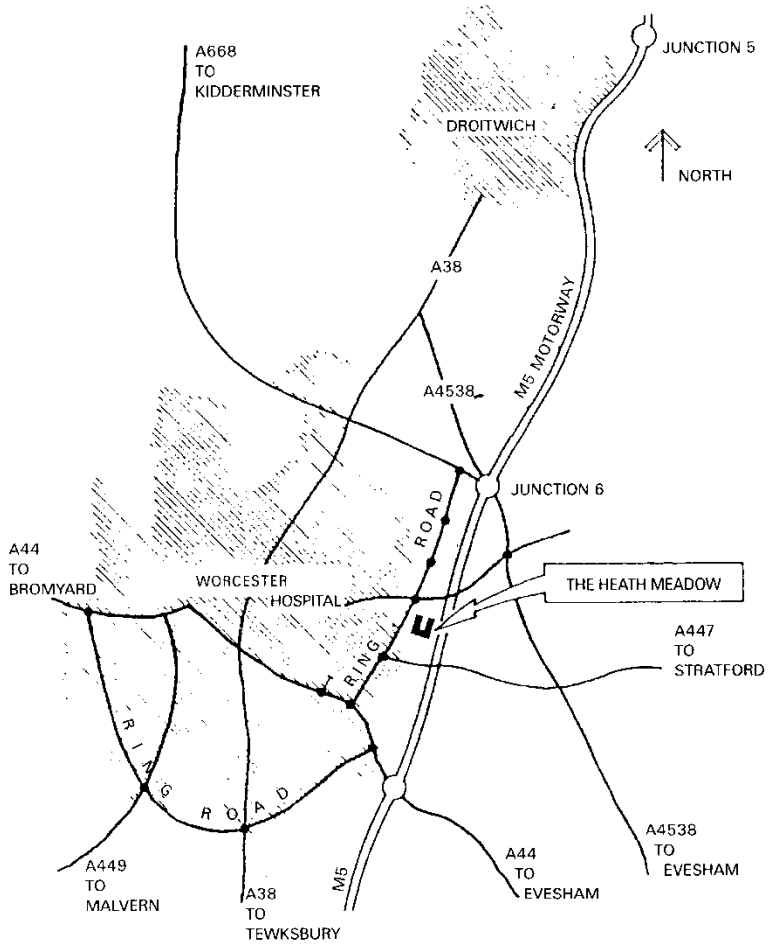 A668
TO
KIDDERMINSTER
JUNCTION 5
DROITWICH
NORTH
A38
M5 MOTORWAY
A4538
JUNCTION 6
RING ROAD
A44
TO
BROMYARD
WORCESTER
HOSPITAL
THE HEATH MEADOW
A447
TO
STRATFORD
RING ROAD
A449
TO
MALVERN
A38
TO
TEWKSBURY
M5
A44
TO
EVESHAM
A4538
TO
EVESHAM